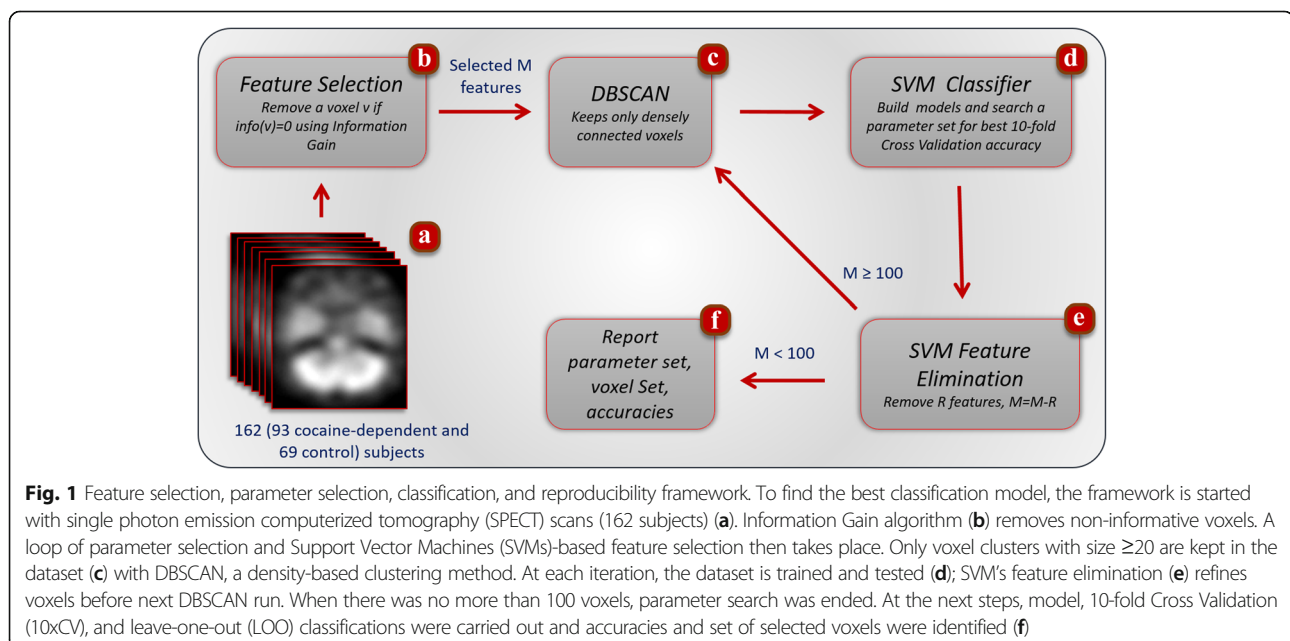 b
Feature Selection
Remove a voxel v if
info(v)=0 using Information
Gain
Selected M
features
c
DBSCAN
Keeps only densely
connected voxels
d
SVM Classifier
Build models and search a
parameter set for best 10-fold
Cross Validation accuracy
a
162 (93 cocaine-dependent and
69 control) subjects
M ≥ 100
e
SVM Feature
Elimination
Remove R features, M=M-R
M < 100
f
Report
parameter set,
voxel Set,
accuracies
Fig. 1 Feature selection, parameter selection, classification, and reproducibility framework. To find the best classification model, the framework is started
with single photon emission computerized tomography (SPECT) scans (162 subjects) (a). Information Gain algorithm (b) removes non-informative voxels. A
loop of parameter selection and Support Vector Machines (SVMs)-based feature selection then takes place. Only voxel clusters with size ≥20 are kept in the
dataset (c) with DBSCAN, a density-based clustering method. At each iteration, the dataset is trained and tested (d); SVM's feature elimination (e) refines
voxels before next DBSCAN run. When there was no more than 100 voxels, parameter search was ended. At the next steps, model, 10-fold Cross Validation
(10xCV), and leave-one-out (LOO) classifications were carried out and accuracies and set of selected voxels were identified (f)